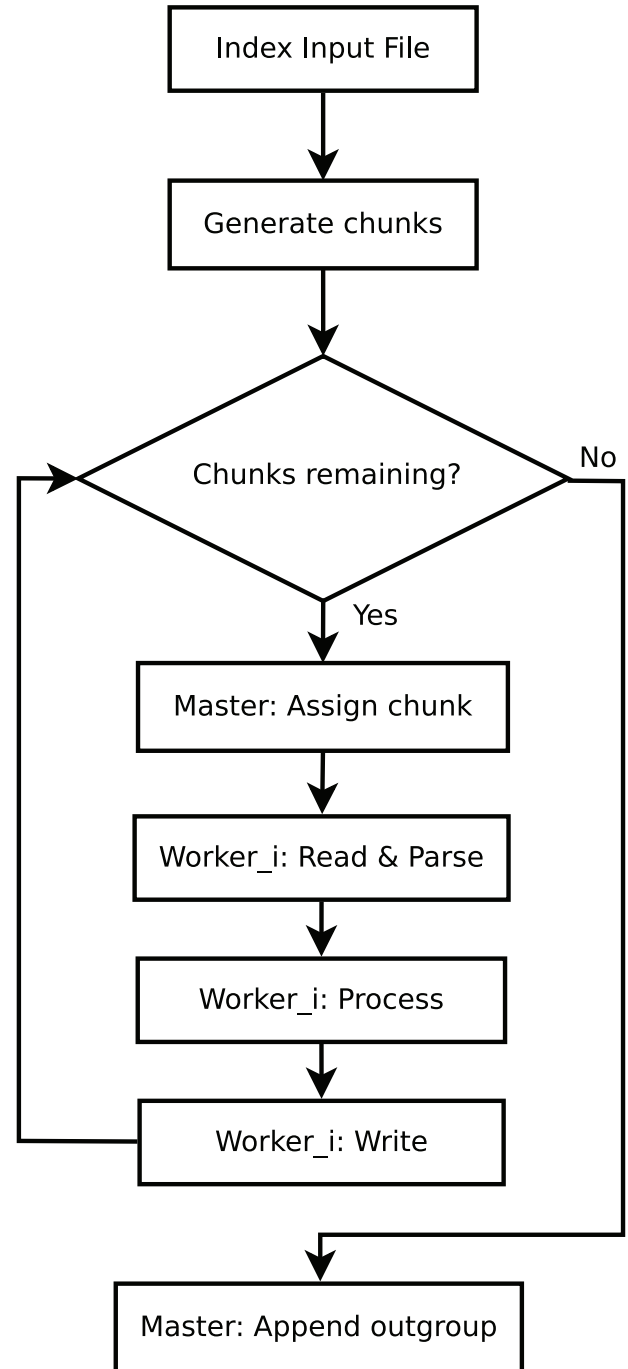 Index Input File
Generate chunks
Chunks remaining?
No
Yes
Master: Assign chunk
Worker_i: Read & Parse
Worker_i: Process
Worker_i: Write
Master: Append outgroup